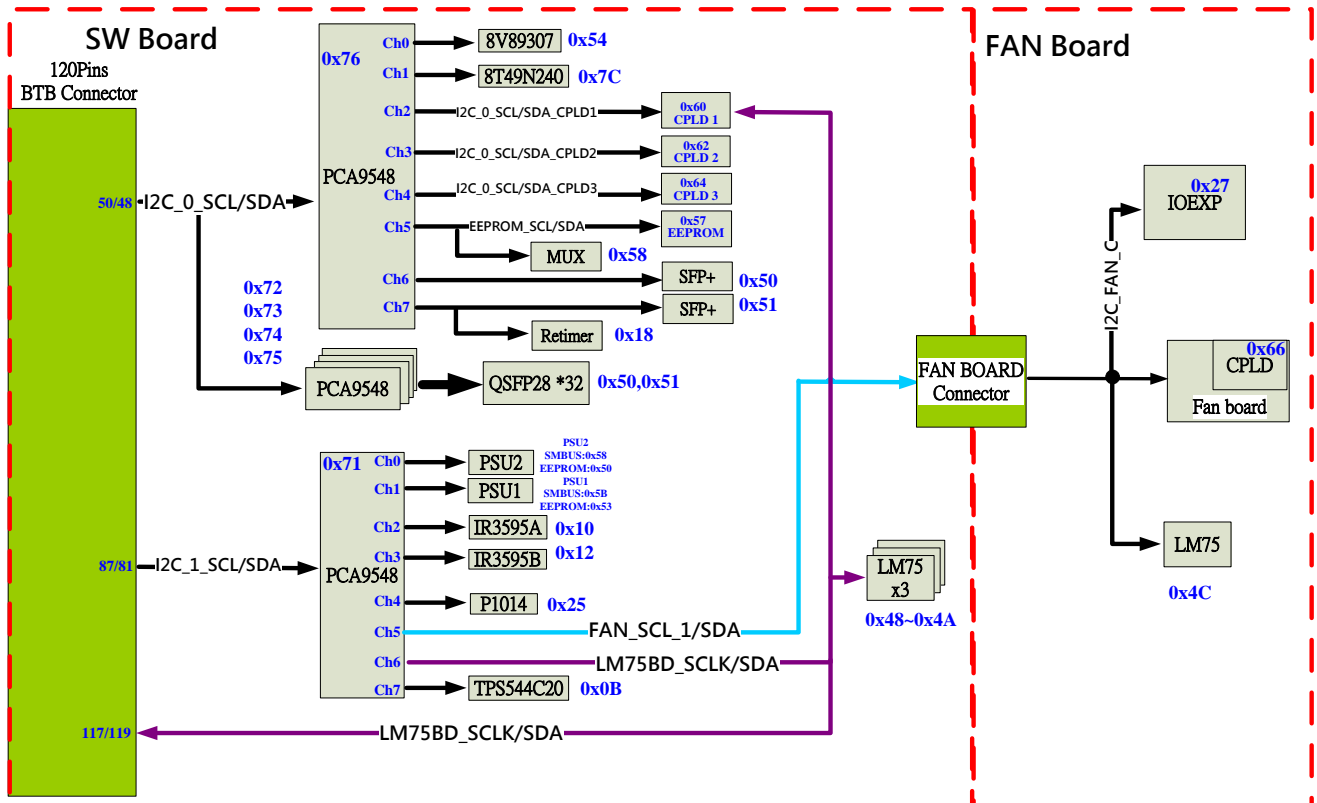 SW Board
FAN Board
120Pins
BTB Connector
50/48
I2C_0_SCL/SDA
0x76
PCA9548
Ch0
8V89307
0x54
Ch1
8T49N240
0x7C
Ch2
I2C_0_SCL/SDA_CPLD1
0x60
CPLD 1
Ch3
I2C_0_SCL/SDA_CPLD2
0x62
CPLD 2
Ch4
I2C_0_SCL/SDA_CPLD3
0x64
CPLD 3
Ch5
EEPROM_SCL/SDA
0x57
EEPROM
MUX
0x58
Ch6
SFP+
0x50
Ch7
SFP+
0x51
Retimer
0x18
0x72
0x73
0x74
0x75
PCA9548
QSFP28 *32
0x50,0x51
87/81
I2C_1_SCL/SDA
0x71
PCA9548
Ch0
PSU2
PSU2
SMBUS:0x58
EEPROM:0x50
Ch1
PSU1
PSU1
SMBUS:0x5B
EEPROM:0x53
Ch2
IR3595A
0x10
Ch3
IR3595B
0x12
Ch4
P1014
0x25
Ch5
FAN_SCL_1/SDA
Ch6
LM75BD_SCLK/SDA
Ch7
TPS544C20
0x0B
117/119
LM75BD_SCLK/SDA
LM75
x3
0x48~0x4A
FAN BOARD
Connector
I2C_FAN_C
0x27
IOEXP
0x66
CPLD
Fan board
LM75
0x4C